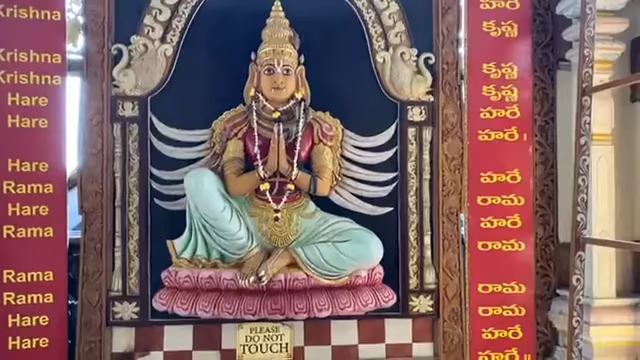 Krishna
Krishna
Krishna
Hare
Hare
Hare
Rama
Hare
Rama
Rama
Rama
Hare
Hare
PLEASE
DO NOT
TOUCH
హరే
కృష్ణ
కృష్ణ
కృష్ణ
హరే
హరే।
హరే
రామ
హరే
రామ
రామ
రామ
హరే
హరే॥